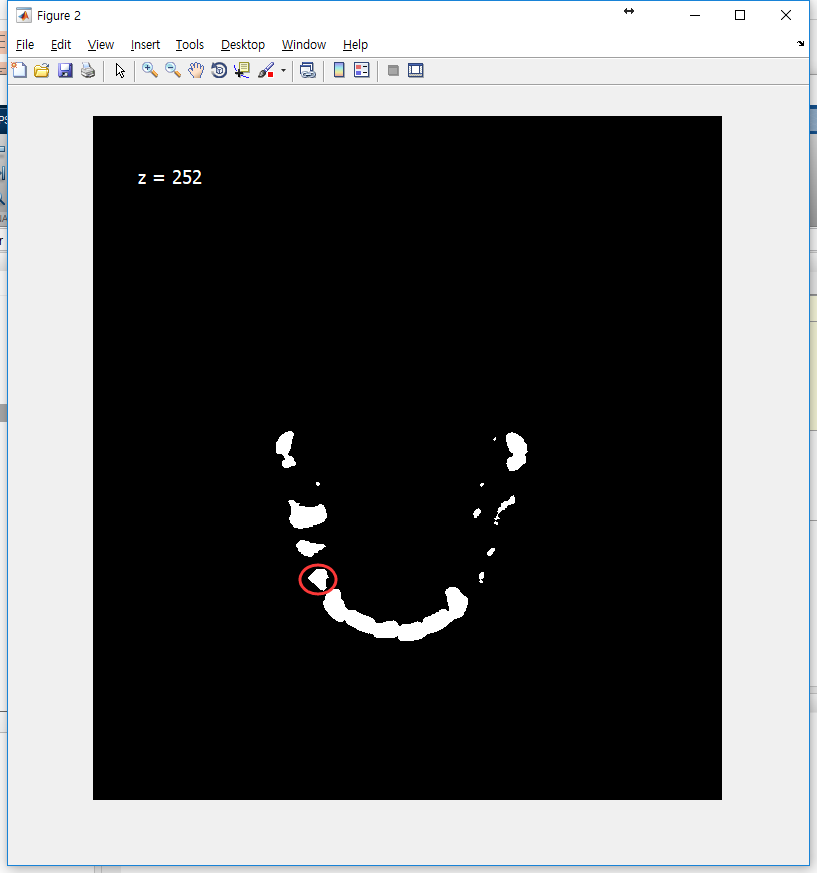 Figure 2
File Edit View Insert Tools Desktop Window Help
z = 252